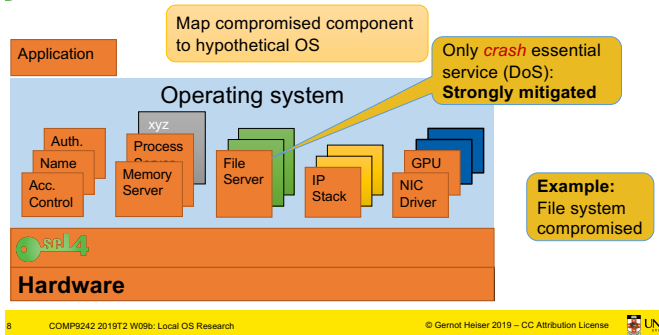 Map compromised component
to hypothetical OS
Application
Only crash essential
service (DoS):
Strongly mitigated
Operating system
xyz
Auth.
Name
Acc.
Control
Process
Memory
Server
File
Server
IP
Stack
GPU
NIC
Driver
Example:
File system
compromised
seL4
Hardware
8 COMP9242 2019T2 W09b: Local OS Research © Gernot Heiser 2019 – CC Attribution License UN